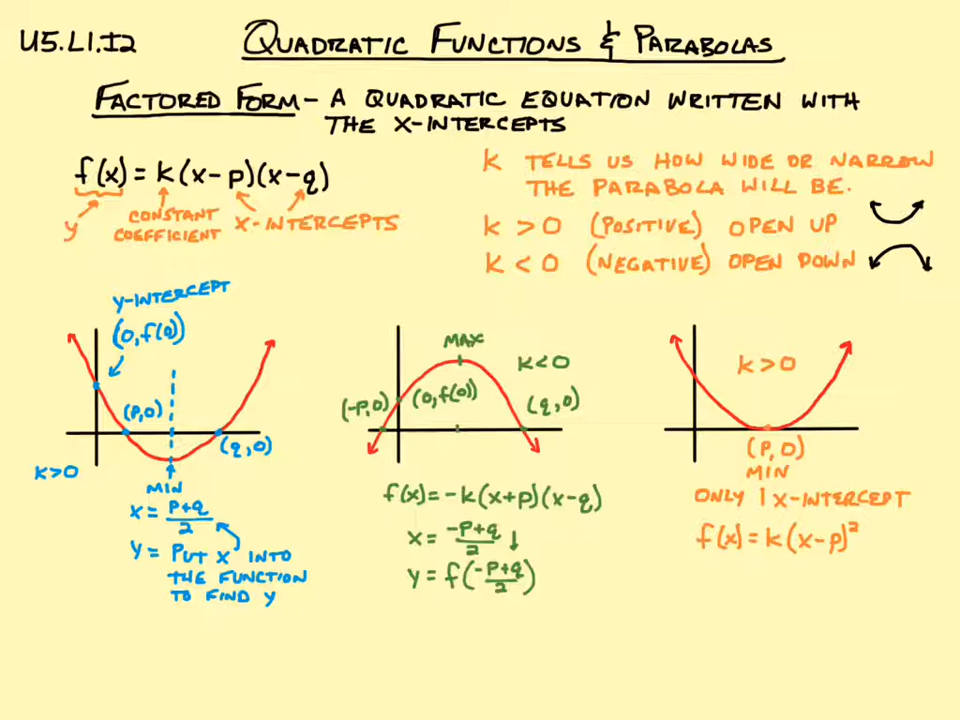 U5.L1.I2
QUADRATIC FUNCTIONS & PARABOLAS
FACTORED FORM - A QUADRATIC EQUATION WRITTEN WITH
THE X-INTERCEPTS
f(x) = k(x-p)(x-q)
y
CONSTANT
COEFFICIENT
X-INTERCEPTS
K TELLS US HOW WIDE OR NARROW
THE PARABOLA WILL BE.
k > 0 (POSITIVE) OPEN UP
k < 0 (NEGATIVE) OPEN DOWN
y-INTERCEPT
(0, f(0))
(P, 0)
(q, 0)
k>0
MIN
x = P+q/2
y = PUT X INTO
THE FUNCTION
TO FIND y
MAX
k<0
(-P, 0)
(0, f(0))
(q, 0)
f(x) = -k(x+p)(x-q)
x = -P+q/2 ↓
y = f(-P+q/2)
k>0
(P, 0)
MIN
ONLY 1 X-INTERCEPT
f(x) = k(x-p)²